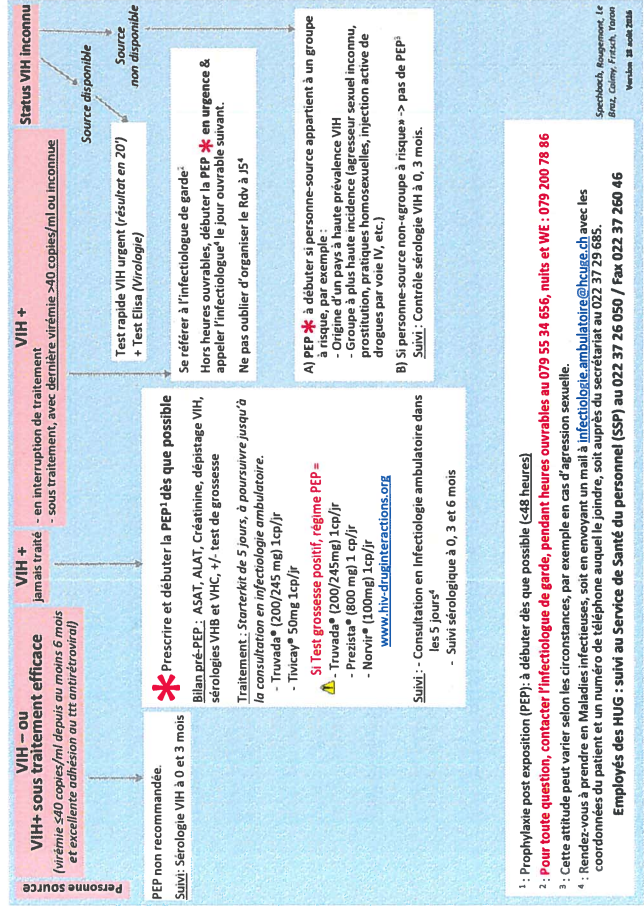 Personne source
VIH – ou
VIH+ sous traitement efficace
(virémie ≤40 copies/ml depuis au moins 6 mois
et excellente adhésion au ttt antirétroviral)
VIH +
jamais traité
VIH +
- en interruption de traitement
- sous traitement, avec dernière virémie >40 copies/ml ou inconnue
Status VIH inconnu
Source disponible
Source
non disponible
PEP non recommandée.
Suivi: Sérologie VIH à 0 et 3 mois
* Prescrire et débuter la PEP¹ dès que possible
Bilan pré-PEP : ASAT, ALAT, Créatinine, dépistage VIH,
sérologies VHB et VHC, +/- test de grossesse
Traitement : Starterkit de 5 jours, à poursuivre jusqu'à
la consultation en infectiologie ambulatoire.
- Truvada® (200/245 mg) 1cp/jr
- Tivicay® 50mg 1cp/jr
Si Test grossesse positif, régime PEP =
- Truvada® (200/245mg) 1cp/jr
- Prezista® (800 mg) 1 cp/jr
- Norvir® (100mg) 1cp/jr
www.hiv-druginteractions.org
Suivi : - Consultation en Infectiologie ambulatoire dans
les 5 jours⁴
- Suivi sérologique à 0, 3 et 6 mois
Test rapide VIH urgent (résultat en 20')
+ Test Elisa (Virologie)
Se référer à l'infectiologue de garde²
Hors heures ouvrables, débuter la PEP * en urgence &
appeler l'infectiologue⁴ le jour ouvrable suivant.
Ne pas oublier d'organiser le Rdv à J5⁴
A) PEP * à débuter si personne-source appartient à un groupe
à risque, par exemple :
- Origine d'un pays à haute prévalence VIH
- Groupe à plus haute incidence (agresseur sexuel inconnu,
prostitution, pratiques homosexuelles, injection active de
drogues par voie IV, etc.)
B) Si personne-source non-«groupe à risque» -> pas de PEP³
Suivi : Contrôle sérologie VIH à 0, 3 mois.
1 : Prophylaxie post exposition (PEP): à débuter dès que possible (<48 heures)
2 : Pour toute question, contacter l'infectiologue de garde, pendant heures ouvrables au 079 55 34 656, nuits et WE : 079 200 78 86
3 : Cette attitude peut varier selon les circonstances, par exemple en cas d'agression sexuelle.
4 : Rendez-vous à prendre en Maladies infectieuses, soit en envoyant un mail à infectiologie.ambulatoire@hcuge.ch avec les
coordonnées du patient et un numéro de téléphone auquel le joindre, soit auprès du secrétariat au 022 37 29 685.
Employés des HUG : suivi au Service de Santé du personnel (SSP) au 022 37 26 050 / Fax 022 37 260 46
Spechbach, Rougemont, Le
Braz, Calmy, Fritsch, Yaron
Version 18 août 2016